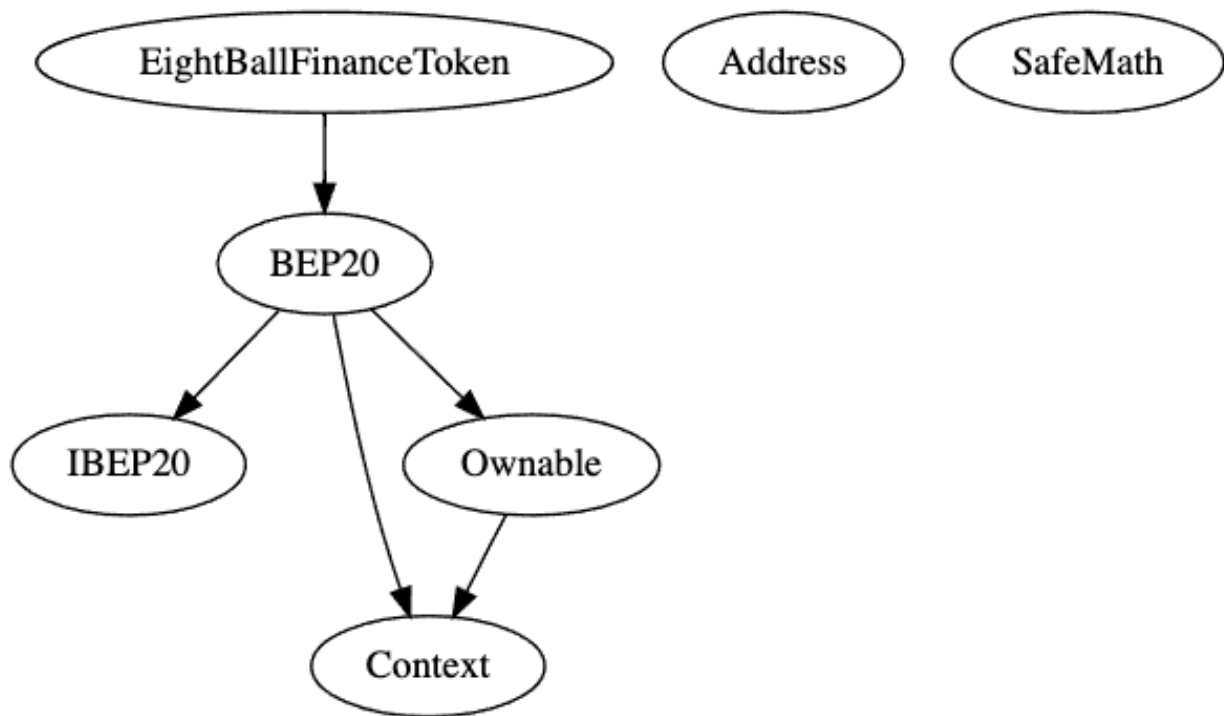 EightBallFinanceToken
Address
SafeMath
BEP20
IBEP20
Ownable
Context